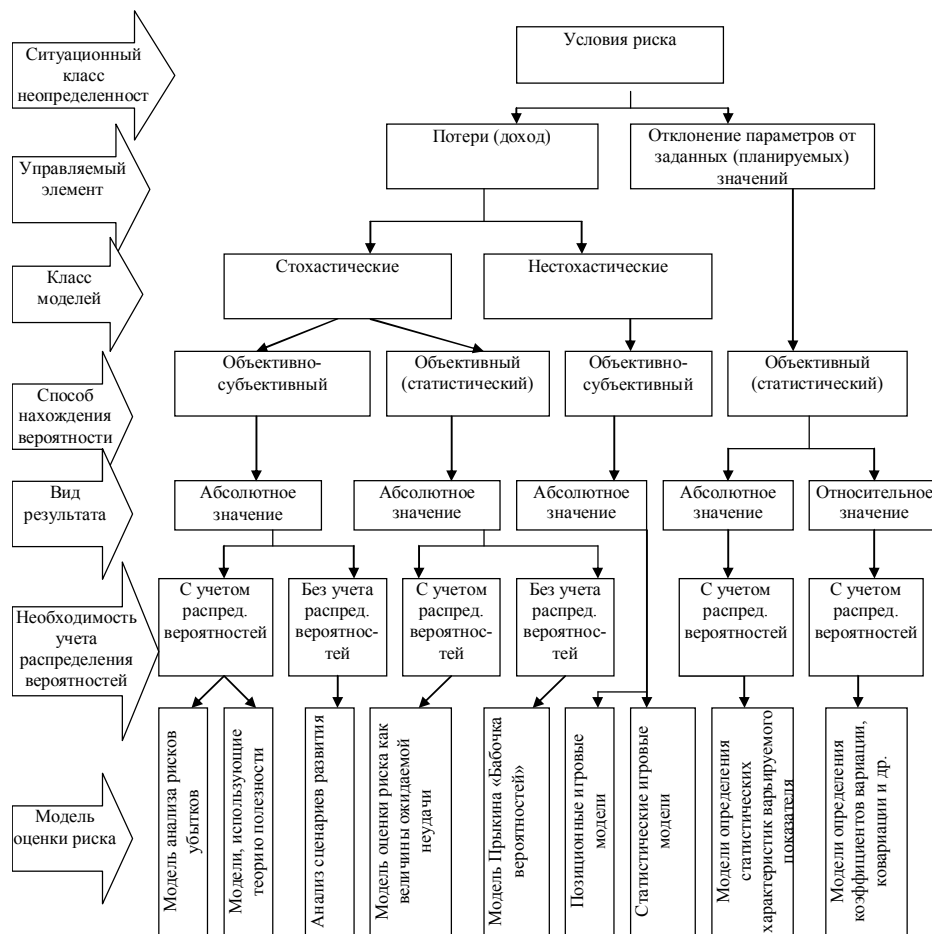 Ситуационный
класс
неопределенност
Условия риска
Управляемый
элемент
Потери (доход)
Отклонение параметров от
заданных (планируемых)
значений
Класс
моделей
Стохастические
Нестохастические
Способ
нахождения
вероятности
Объективно-
субъективный
Объективный
(статистический)
Объективно-
субъективный
Объективный
(статистический)
Вид
результата
Абсолютное
значение
Абсолютное
значение
Абсолютное
значение
Абсолютное
значение
Относительное
значение
Необходимость
учета
распределения
вероятностей
С учетом
распред.
вероятностей
Без учета
распред.
вероятнос-
тей
С учетом
распред.
вероятнос-
тей
Без учета
распред.
вероятнос-
тей
С учетом
распред.
вероятностей
С учетом
распред.
вероятностей
Модель
оценки риска
Модель анализа рисков
убытков
Модели, использующие
теорию полезности
Анализ сценариев развития
Модель оценки риска как
величины ожидаемой
неудачи
Модель Прыкина «Бабочка
вероятностей»
Позиционные игровые
модели
Статистические игровые
модели
Модели определения
статистических
характеристик варьируемого
показателя
Модели определения
коэффициентов вариации,
ковариации и др.